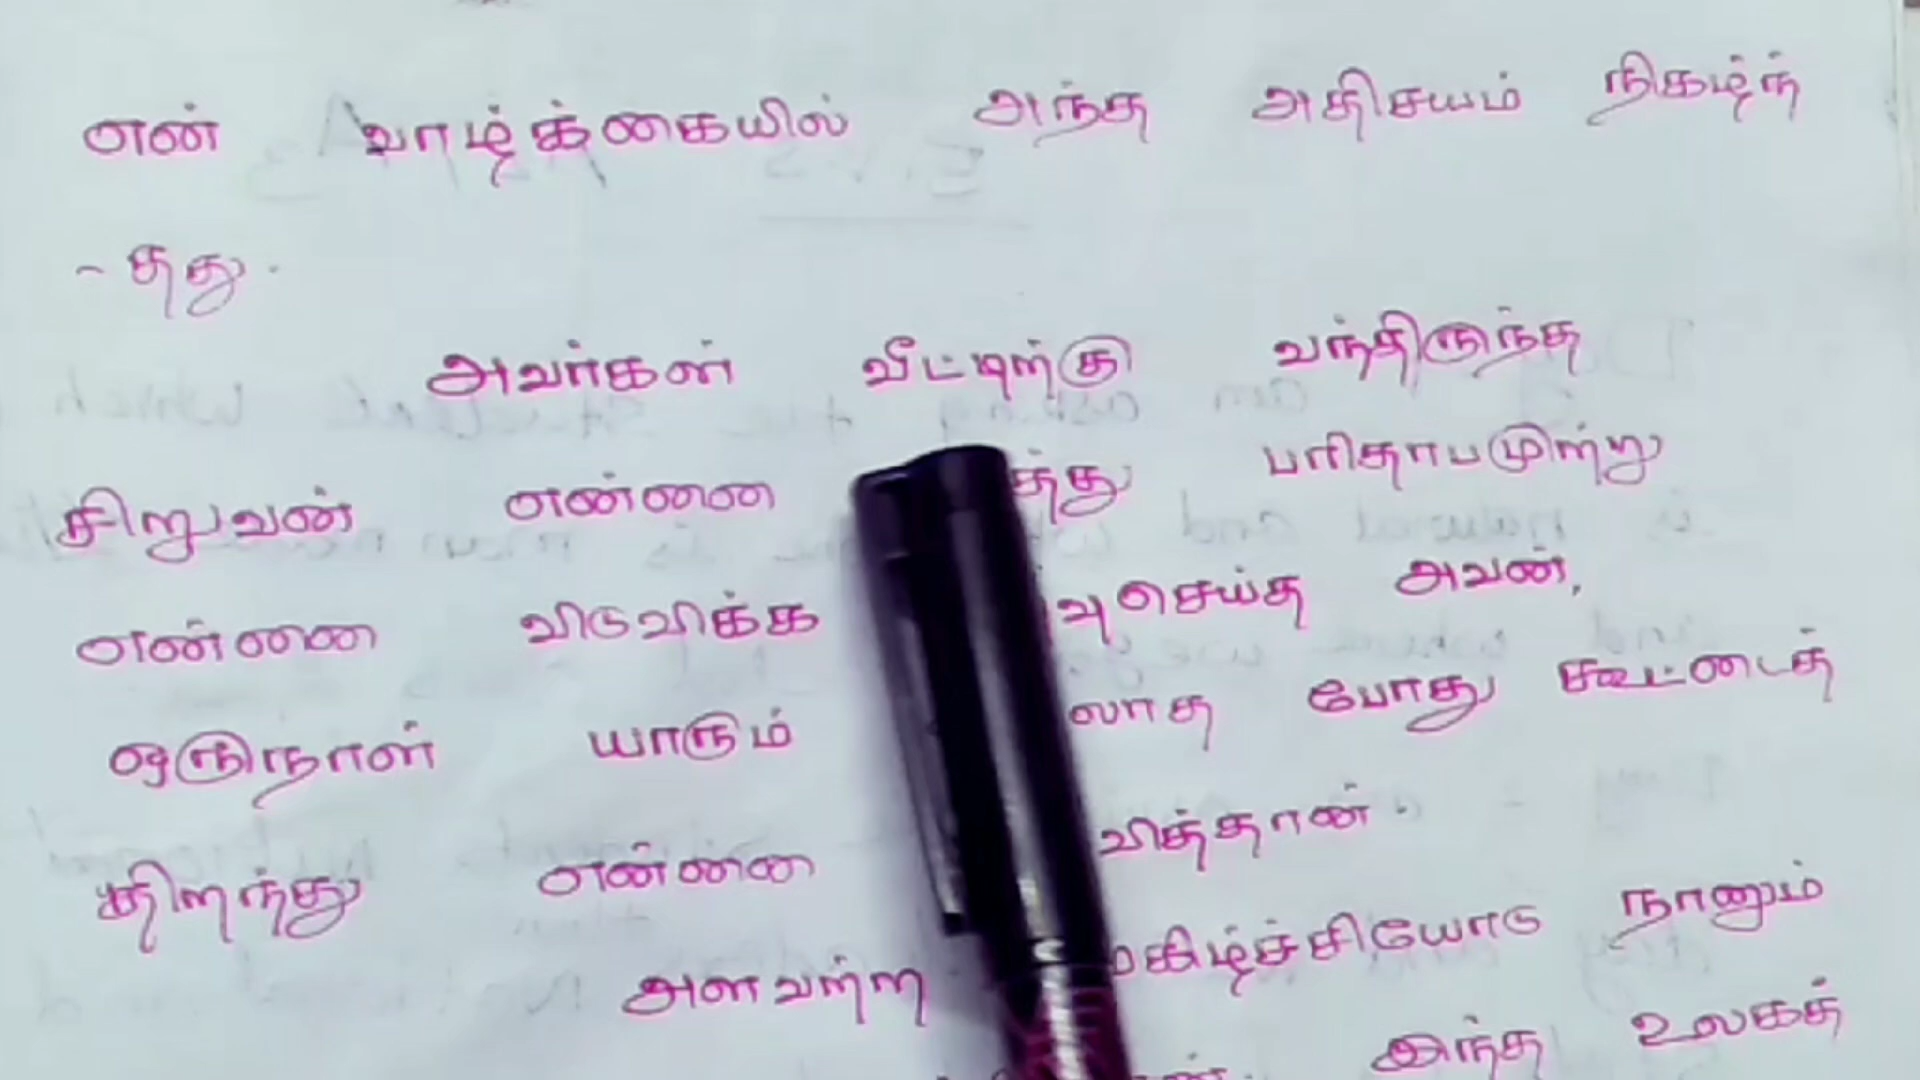 என் வாழ்க்கையில் அந்த அதிசயம் நிகழ்ந்
- தது.
அவர்கள் வீட்டிற்கு வந்திருந்த
சிறுவன் என்னை த்து பரிதாபமுற்று
என்னை விடுவிக்க வு செய்த அவன்,
ஒருநாள் யாரும் லாத போது கூட்டைத்
திறந்து என்னை வித்தான்.
அளவற்ற மகிழ்ச்சியோடு நானும்
இந்த உலகத்